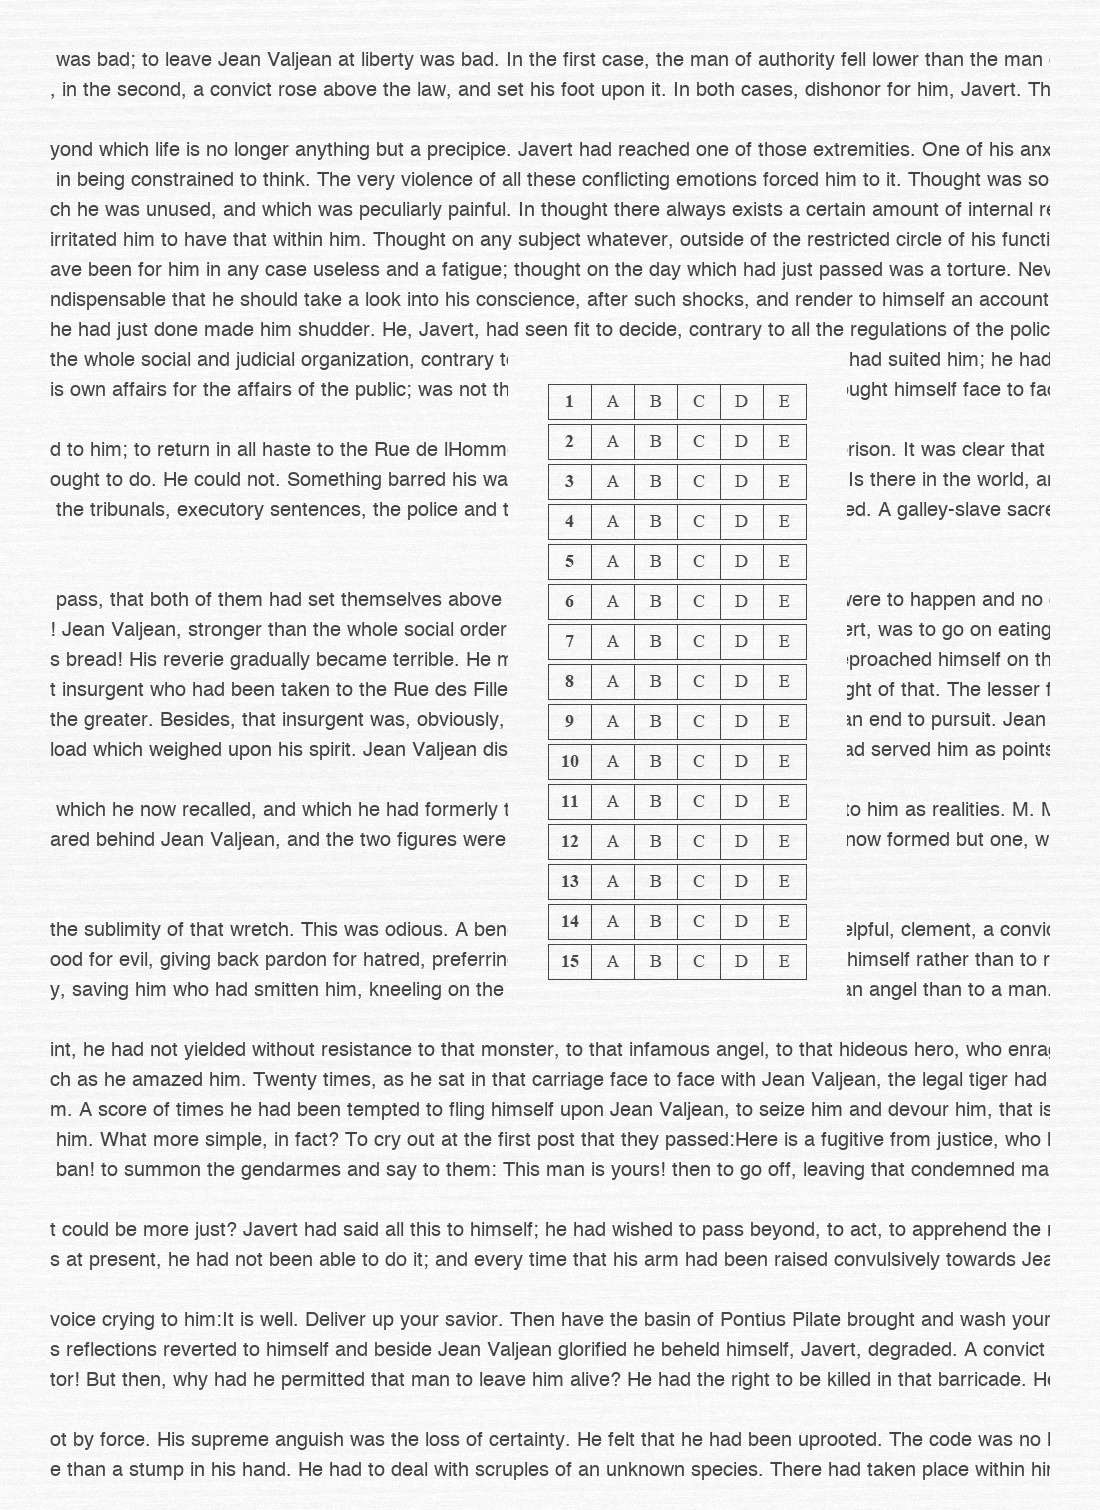 was bad; to leave Jean Valjean at liberty was bad. In the first case, the man of authority fell lower than the man
, in the second, a convict rose above the law, and set his foot upon it. In both cases, dishonor for him, Javert. Th
yond which life is no longer anything but a precipice. Javert had reached one of those extremities. One of his anx
in being constrained to think. The very violence of all these conflicting emotions forced him to it. Thought was so
ch he was unused, and which was peculiarly painful. In thought there always exists a certain amount of internal re
irritated him to have that within him. Thought on any subject whatever, outside of the restricted circle of his functi
ave been for him in any case useless and a fatigue; thought on the day which had just passed was a torture. Nev
ndispensable that he should take a look into his conscience, after such shocks, and render to himself an account
he had just done made him shudder. He, Javert, had seen fit to decide, contrary to all the regulations of the polic
the whole social and judicial organization, contrary to had suited him; he had
is own affairs for the affairs of the public; was not th ought himself face to fac
1 A B C D E
d to him; to return in all haste to the Rue de lHomm rison. It was clear that
2 A B C D E
ought to do. He could not. Something barred his wa Is there in the world, an
3 A B C D E
the tribunals, executory sentences, the police and t ed. A galley-slave sacre
4 A B C D E
5 A B C D E
pass, that both of them had set themselves above were to happen and no
6 A B C D E
! Jean Valjean, stronger than the whole social order ert, was to go on eating
7 A B C D E
s bread! His reverie gradually became terrible. He m proached himself on th
t insurgent who had been taken to the Rue des Fille ght of that. The lesser f
8 A B C D E
the greater. Besides, that insurgent was, obviously, an end to pursuit. Jean
9 A B C D E
load which weighed upon his spirit. Jean Valjean dis ad served him as points
10 A B C D E
which he now recalled, and which he had formerly t to him as realities. M. M
11 A B C D E
ared behind Jean Valjean, and the two figures were now formed but one, w
12 A B C D E
13 A B C D E
the sublimity of that wretch. This was odious. A ben elpful, clement, a convic
14 A B C D E
ood for evil, giving back pardon for hatred, preferrin himself rather than to r
15 A B C D E
y, saving him who had smitten him, kneeling on the an angel than to a man.
int, he had not yielded without resistance to that monster, to that infamous angel, to that hideous hero, who enrag
ch as he amazed him. Twenty times, as he sat in that carriage face to face with Jean Valjean, the legal tiger had
m. A score of times he had been tempted to fling himself upon Jean Valjean, to seize him and devour him, that is
him. What more simple, in fact? To cry out at the first post that they passed:Here is a fugitive from justice, who
ban! to summon the gendarmes and say to them: This man is yours! then to go off, leaving that condemned ma
t could be more just? Javert had said all this to himself; he had wished to pass beyond, to act, to apprehend the
s at present, he had not been able to do it; and every time that his arm had been raised convulsively towards Jea
voice crying to him:It is well. Deliver up your savior. Then have the basin of Pontius Pilate brought and wash your
s reflections reverted to himself and beside Jean Valjean glorified he beheld himself, Javert, degraded. A convict
tor! But then, why had he permitted that man to leave him alive? He had the right to be killed in that barricade. He
ot by force. His supreme anguish was the loss of certainty. He felt that he had been uprooted. The code was no
e than a stump in his hand. He had to deal with scruples of an unknown species. There had taken place within hi